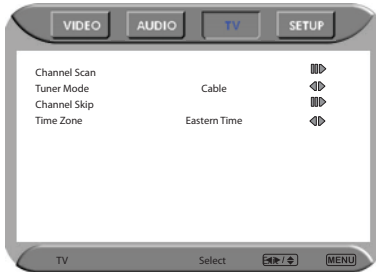 VIDEO AUDIO TV SETUP
Channel Scan
Tuner Mode Cable
Channel Skip
Time Zone Eastern Time
TV Select / MENU